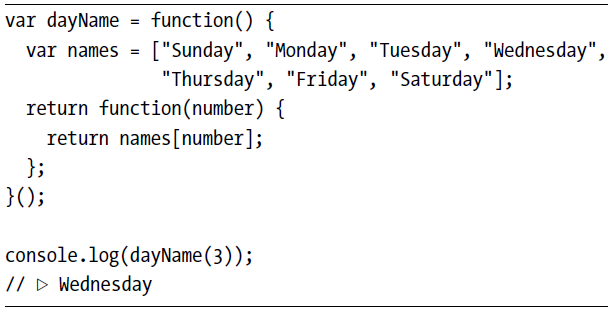 var dayName = function() {
  var names = ["Sunday", "Monday", "Tuesday", "Wednesday",
               "Thursday", "Friday", "Saturday"];
  return function(number) {
    return names[number];
  };
}();

console.log(dayName(3));
// ▷ Wednesday